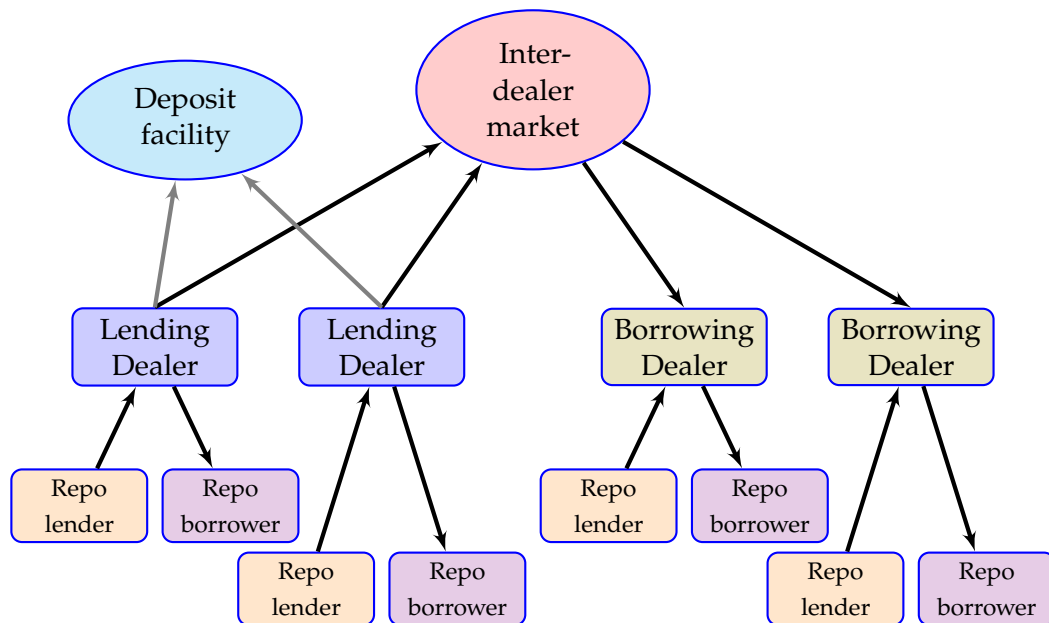 Inter-
dealer
market
Deposit
facility
Lending
Dealer
Lending
Dealer
Borrowing
Dealer
Borrowing
Dealer
Repo
lender
Repo
borrower
Repo
lender
Repo
borrower
Repo
lender
Repo
borrower
Repo
lender
Repo
borrower